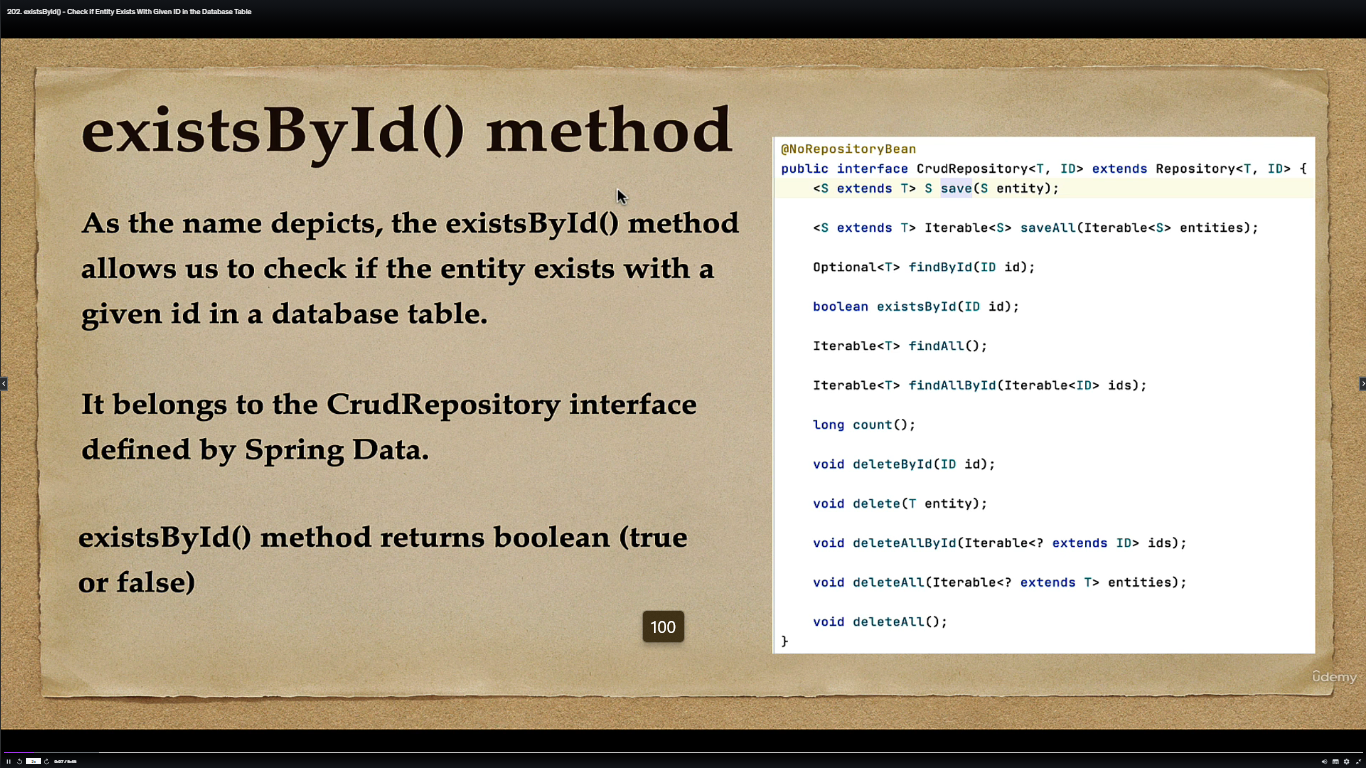 202. existsById() - Check if Entity Exists With Given ID in the Database Table
existsById() method
As the name depicts, the existsById() method
allows us to check if the entity exists with a
given id in a database table.
It belongs to the CrudRepository interface
defined by Spring Data.
existsById() method returns boolean (true
or false)
100
@NoRepositoryBean
public interface CrudRepository<T, ID> extends Repository<T, ID> {
<S extends T> S save(S entity);
<S extends T> Iterable<S> saveAll(Iterable<S> entities);
Optional<T> findById(ID id);
boolean existsById(ID id);
Iterable<T> findAll();
Iterable<T> findAllById(Iterable<ID> ids);
long count();
void deleteById(ID id);
void delete(T entity);
void deleteAllById(Iterable<? extends ID> ids);
void deleteAll(Iterable<? extends T> entities);
void deleteAll();
}
ûdemy